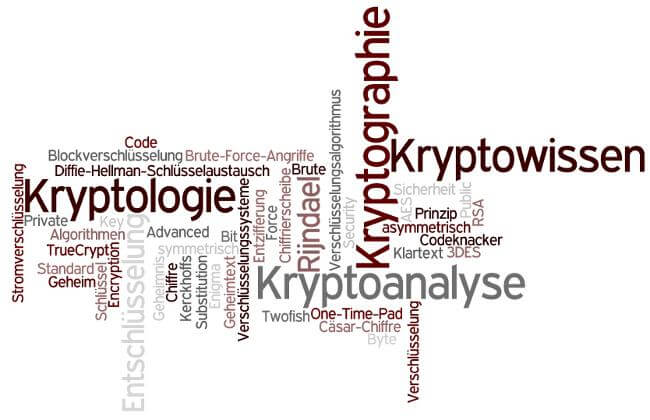 Kryptographie
Kryptowissen
Kryptologie
Kryptoanalyse
Code
Blockverschlüsselung
Brute-Force-Angriffe
Diffie-Hellman-Schlüsselaustausch
Brute
Stromverschlüsselung
Private
Key
Algorithmen
TrueCrypt
Standard
Geheim
Schlüssel
Encryption
Entschlüsselung
Advanced
symmetrisch
Bit
Geheimnis
Chiffre
Kerckhoffs
Substitution
Enigma
Geheimtext
Verschlüsselungssysteme
Entzifferung
Force
Chiffrierscheibe
Rijndael
Verschlüsselungsalgorithmus
Security
Sicherheit
AES
Prinzip
Public
RSA
asymmetrisch
Codeknacker
Klartext
3DES
Twofish
One-Time-Pad
Cäsar-Chiffre
Byte
Verschlüsselung